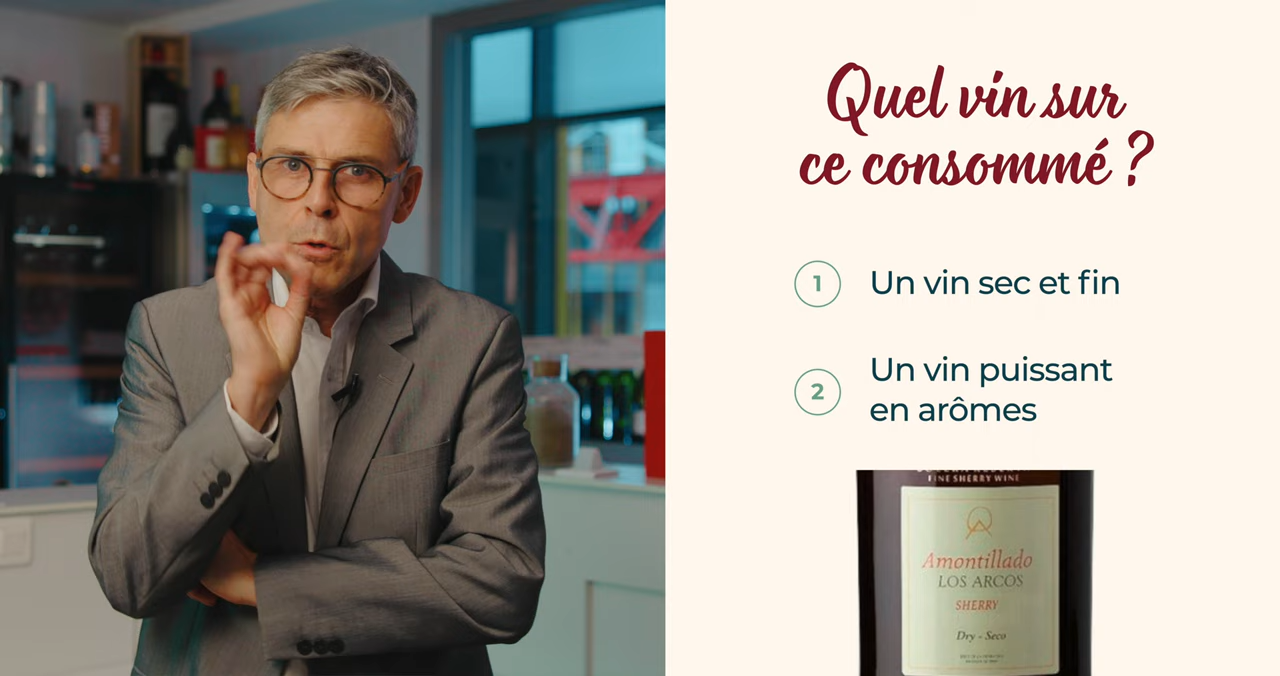 Quel vin sur
ce consommé ?
1 Un vin sec et fin
2 Un vin puissant
en arômes
FINE SHERRY WINE
Amontillado
LOS ARCOS
SHERRY
Dry - Seco